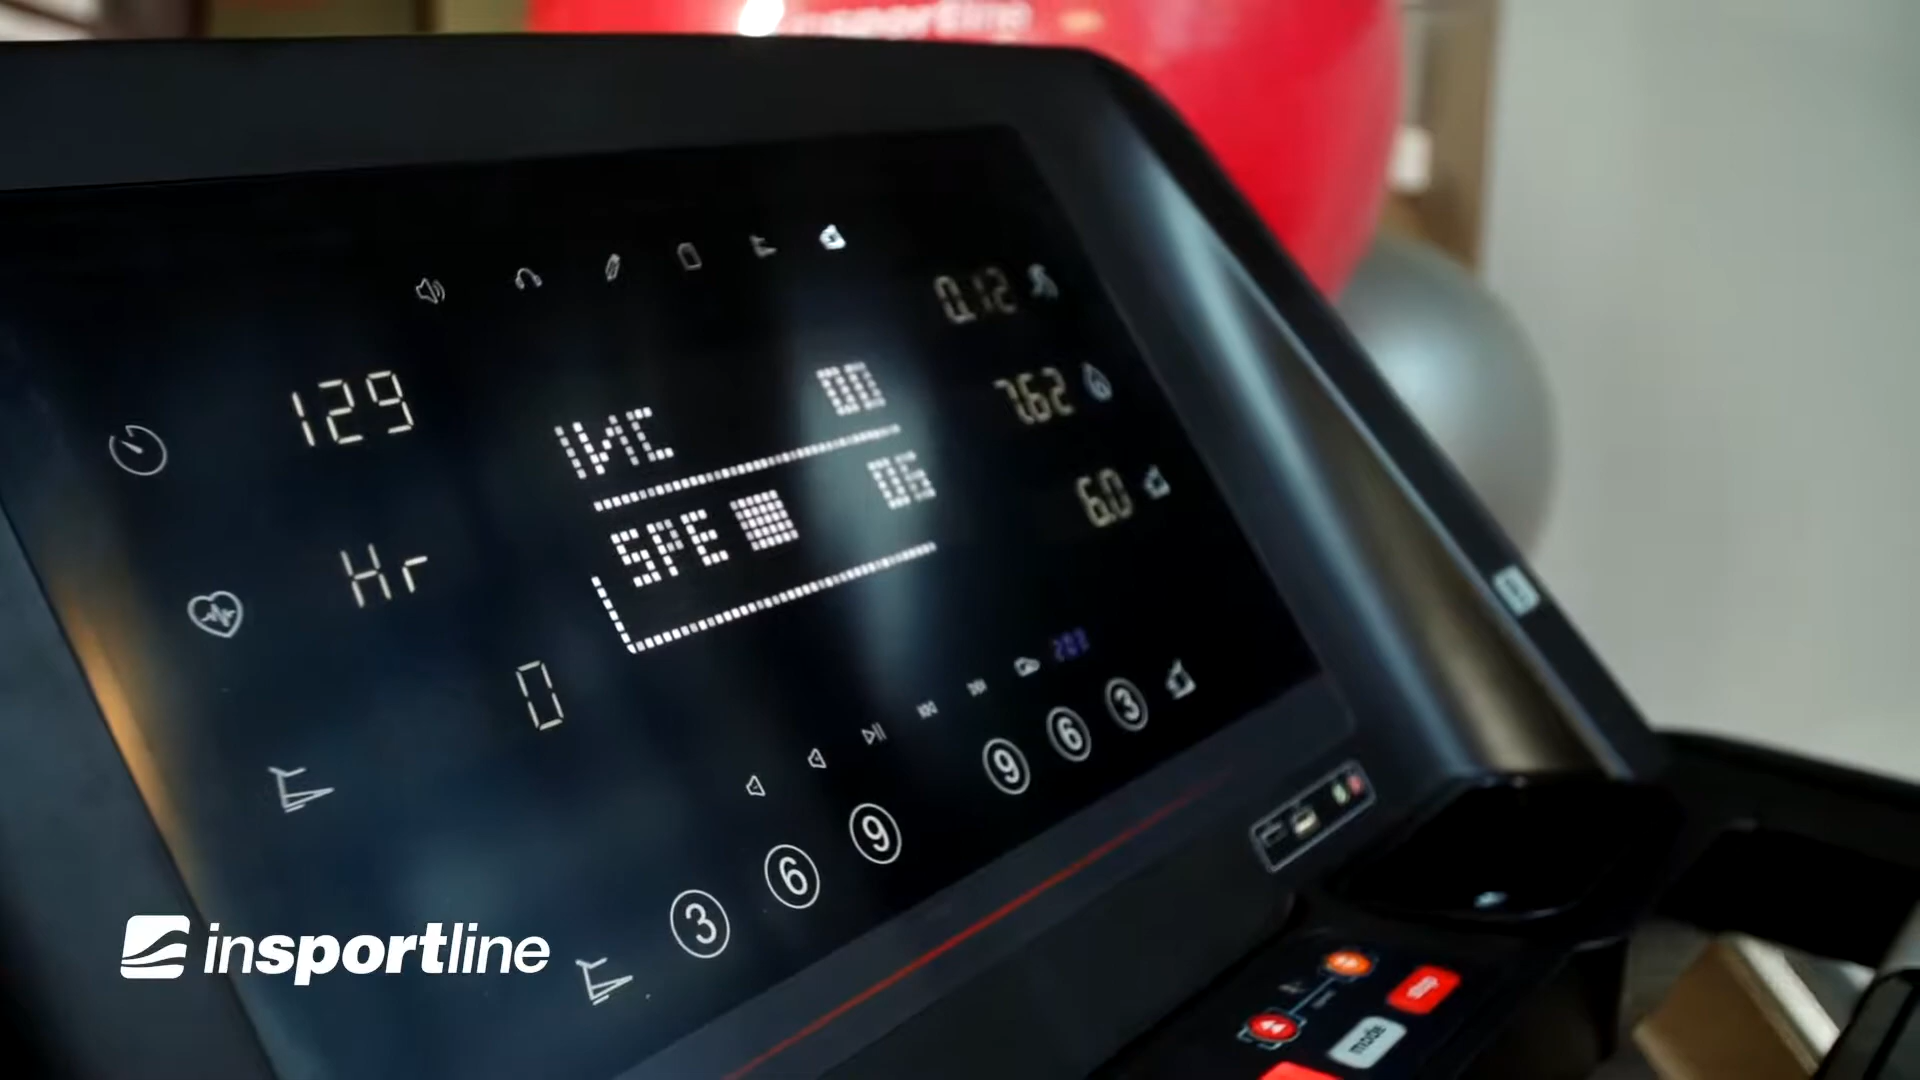 insportline
0.12
129
INC 00
7.62
SPE 06
6.0
Hr
0
3 6 9 9 6 3
stop
mode
insportline